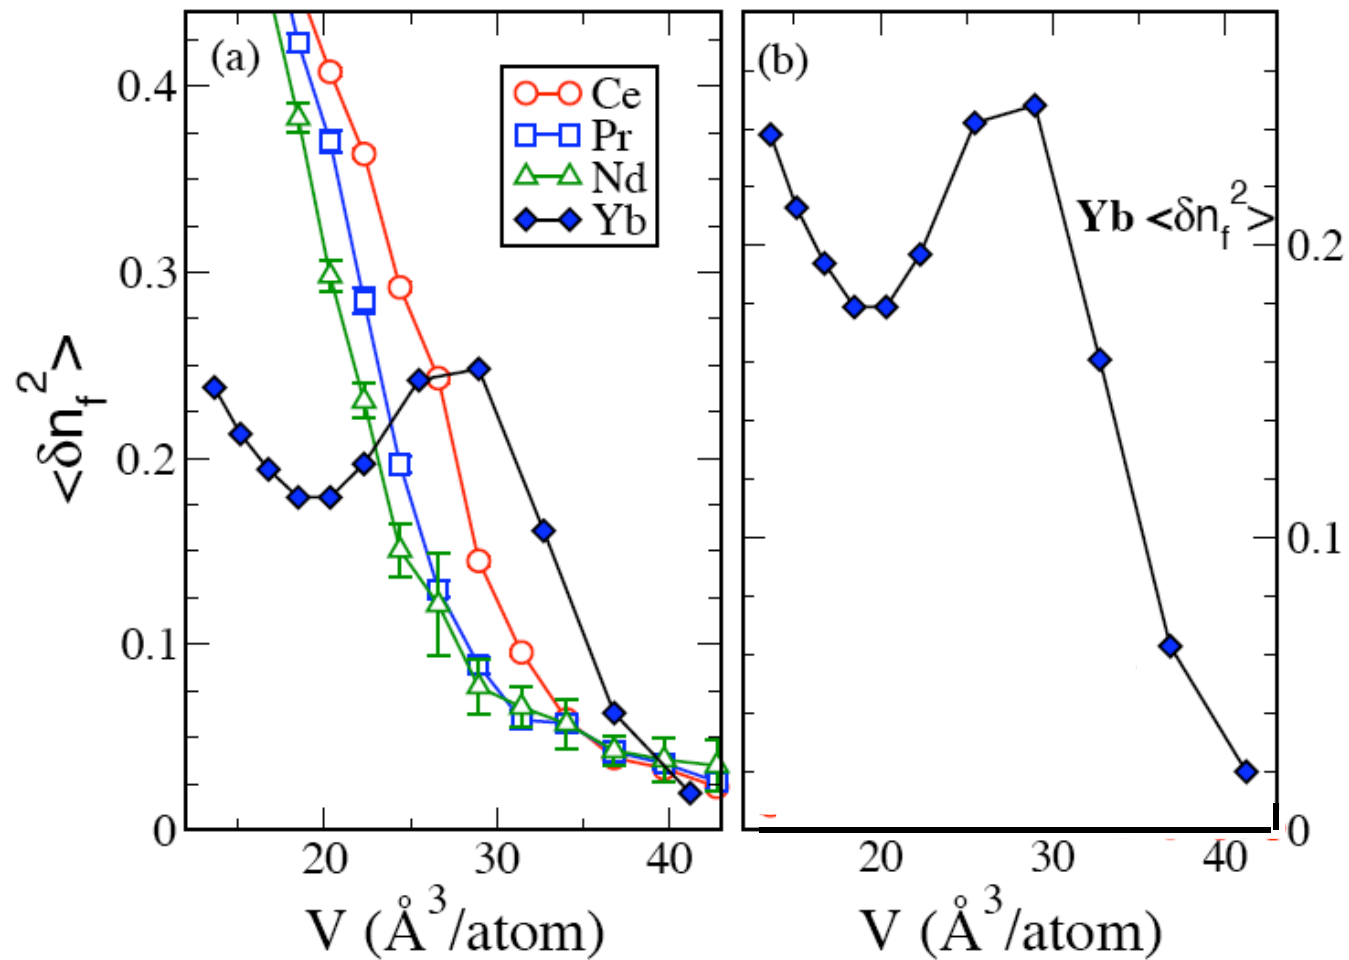 (a)
Ce
Pr
Nd
Yb
0.4
0.3
0.2
0.1
0
<δn_f^2>
20 30 40
V (Å^3/atom)
(b)
Yb <δn_f^2>
0.2
0.1
0
20 30 40
V (Å^3/atom)